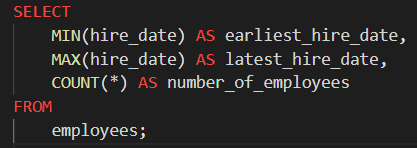 SELECT
    MIN(hire_date) AS earliest_hire_date,
    MAX(hire_date) AS latest_hire_date,
    COUNT(*) AS number_of_employees
FROM
    employees;